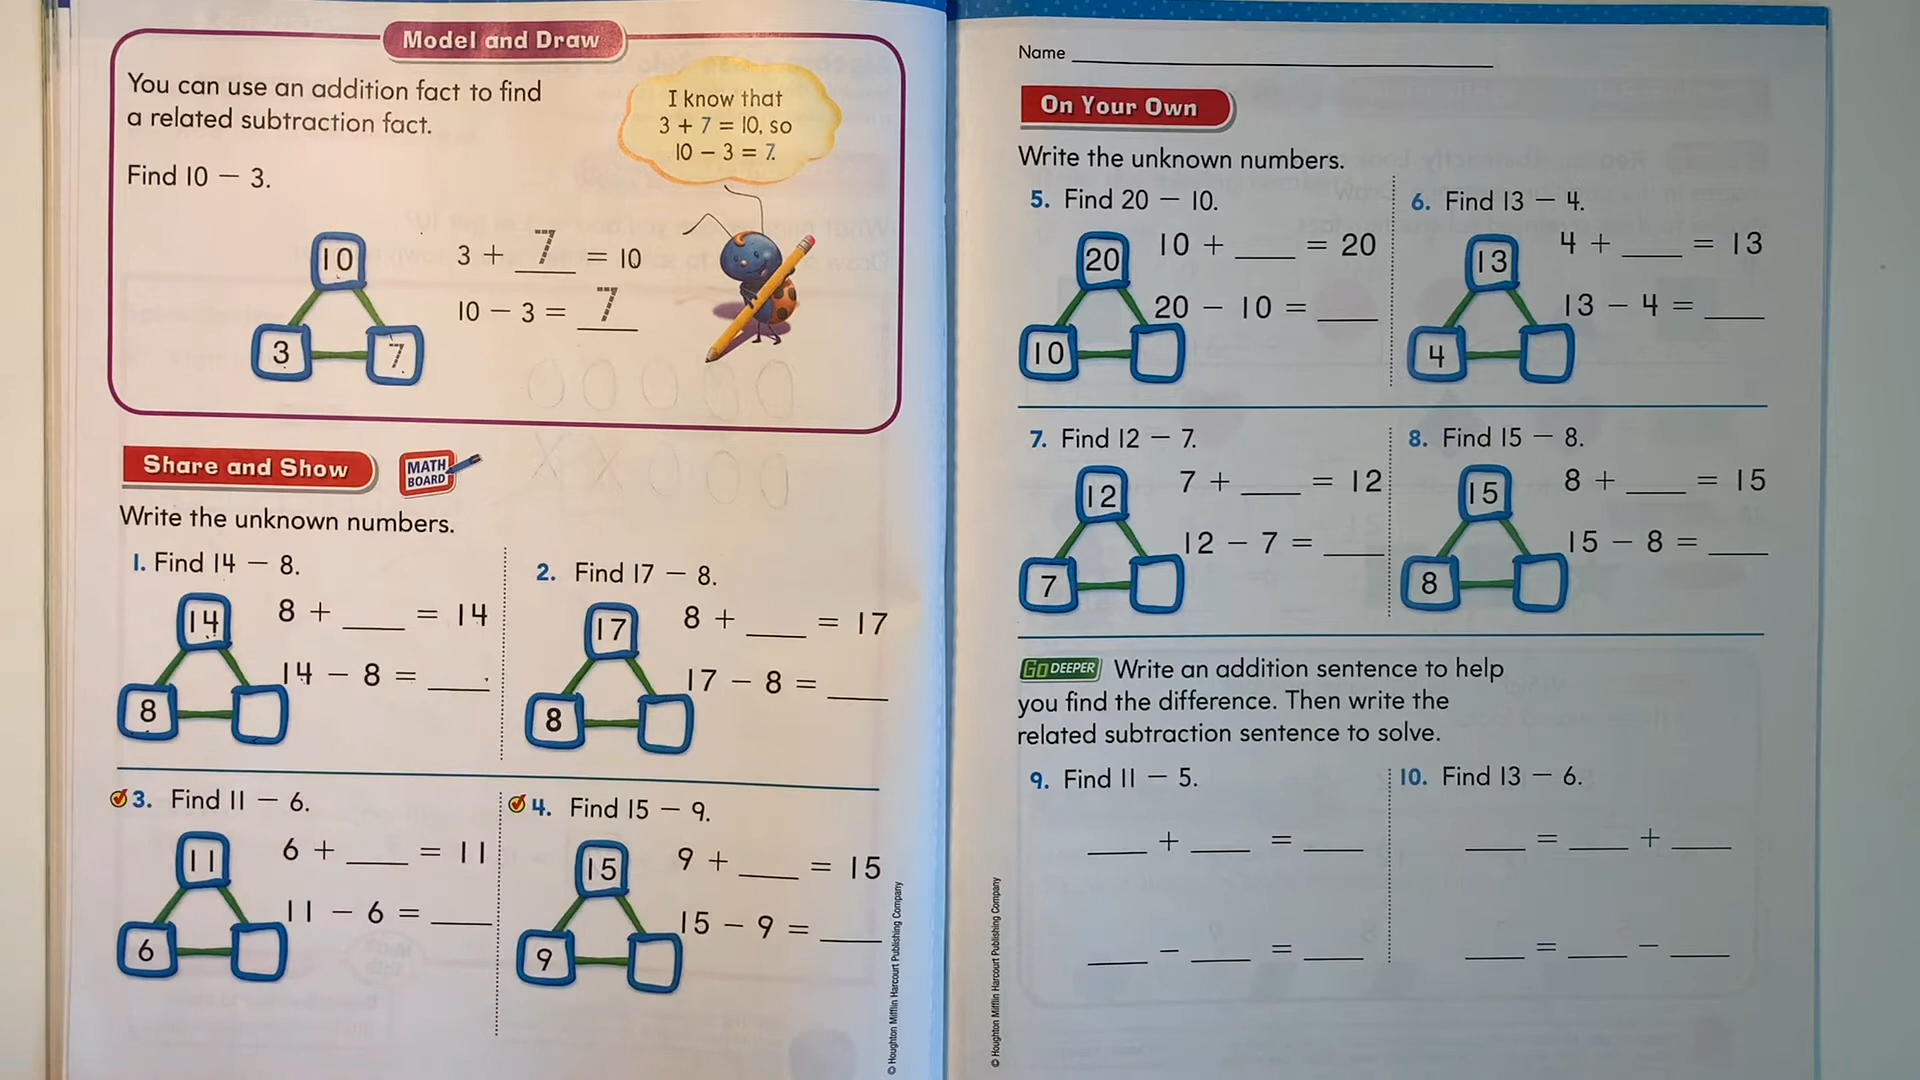 Model and Draw
You can use an addition fact to find
a related subtraction fact.
Find 10 − 3.
I know that
3 + 7 = 10, so
10 − 3 = 7.
10
3
7
3 + 7 = 10
10 − 3 = 7
Share and Show
MATH
BOARD
Write the unknown numbers.
1. Find 14 − 8.
14
8
8 + ___ = 14
14 − 8 = ___
2. Find 17 − 8.
17
8
8 + ___ = 17
17 − 8 = ___
3. Find 11 − 6.
11
6
6 + ___ = 11
11 − 6 = ___
4. Find 15 − 9.
15
9
9 + ___ = 15
15 − 9 = ___
© Houghton Mifflin Harcourt Publishing Company
Name ___
On Your Own
Write the unknown numbers.
5. Find 20 − 10.
20
10
10 + ___ = 20
20 − 10 = ___
6. Find 13 − 4.
13
4
4 + ___ = 13
13 − 4 = ___
7. Find 12 − 7.
12
7
7 + ___ = 12
12 − 7 = ___
8. Find 15 − 8.
15
8
8 + ___ = 15
15 − 8 = ___
GO DEEPER Write an addition sentence to help
you find the difference. Then write the
related subtraction sentence to solve.
9. Find 11 − 5.
___ + ___ = ___
___ − ___ = ___
10. Find 13 − 6.
___ = ___ + ___
___ = ___ − ___
© Houghton Mifflin Harcourt Publishing Company